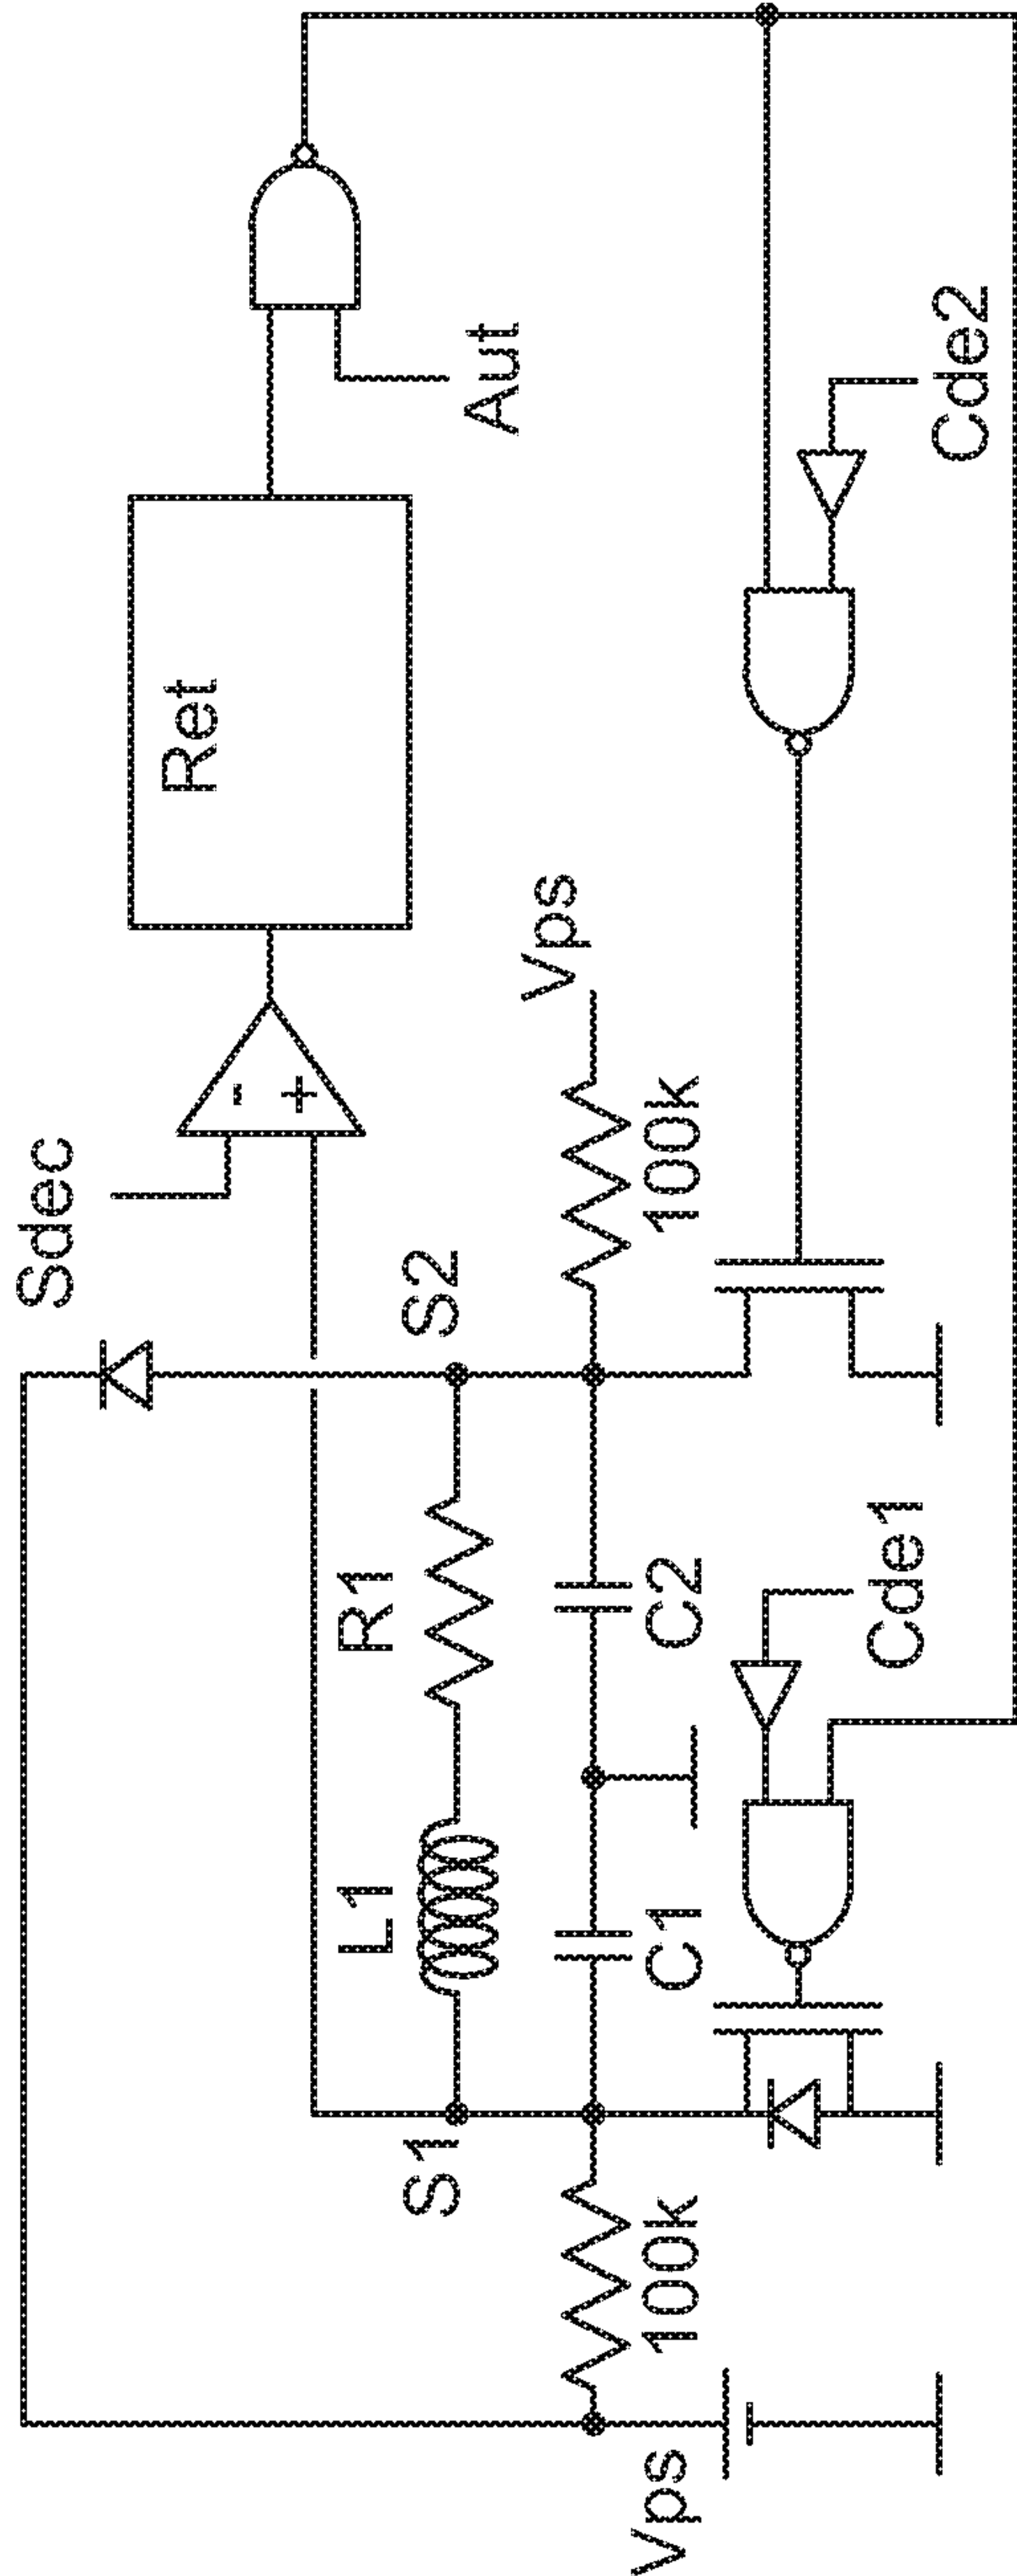 Sdec
Ret
Aut
S1
L1
R1
S2
Vps
100k
C1
C2
100k
Vps
Cde1
Cde2
-
+